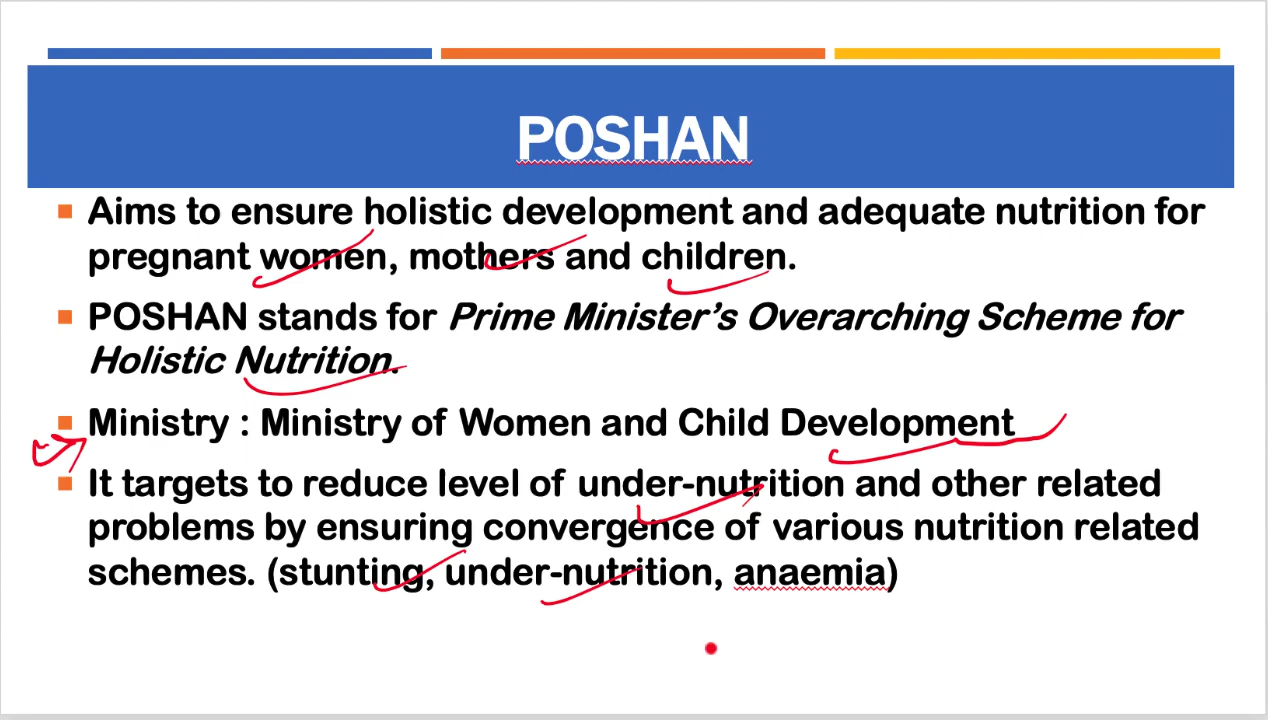 POSHAN
Aims to ensure holistic development and adequate nutrition for
pregnant women, mothers and children.
POSHAN stands for Prime Minister's Overarching Scheme for
Holistic Nutrition.
Ministry : Ministry of Women and Child Development
It targets to reduce level of under-nutrition and other related
problems by ensuring convergence of various nutrition related
schemes. (stunting, under-nutrition, anaemia)